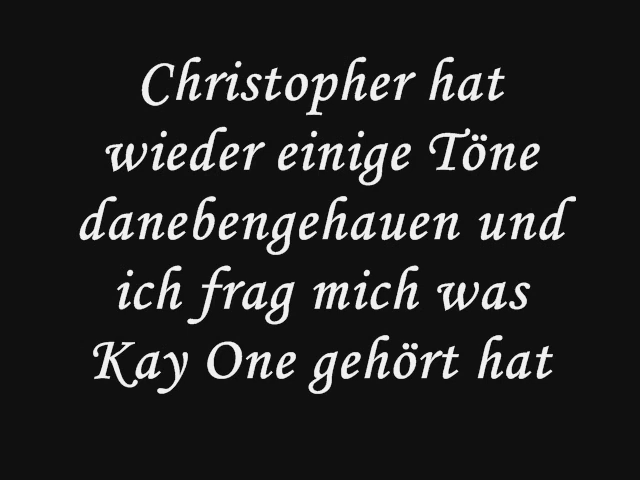 Christopher hat
wieder einige Töne
danebengehauen und
ich frag mich was
Kay One gehört hat